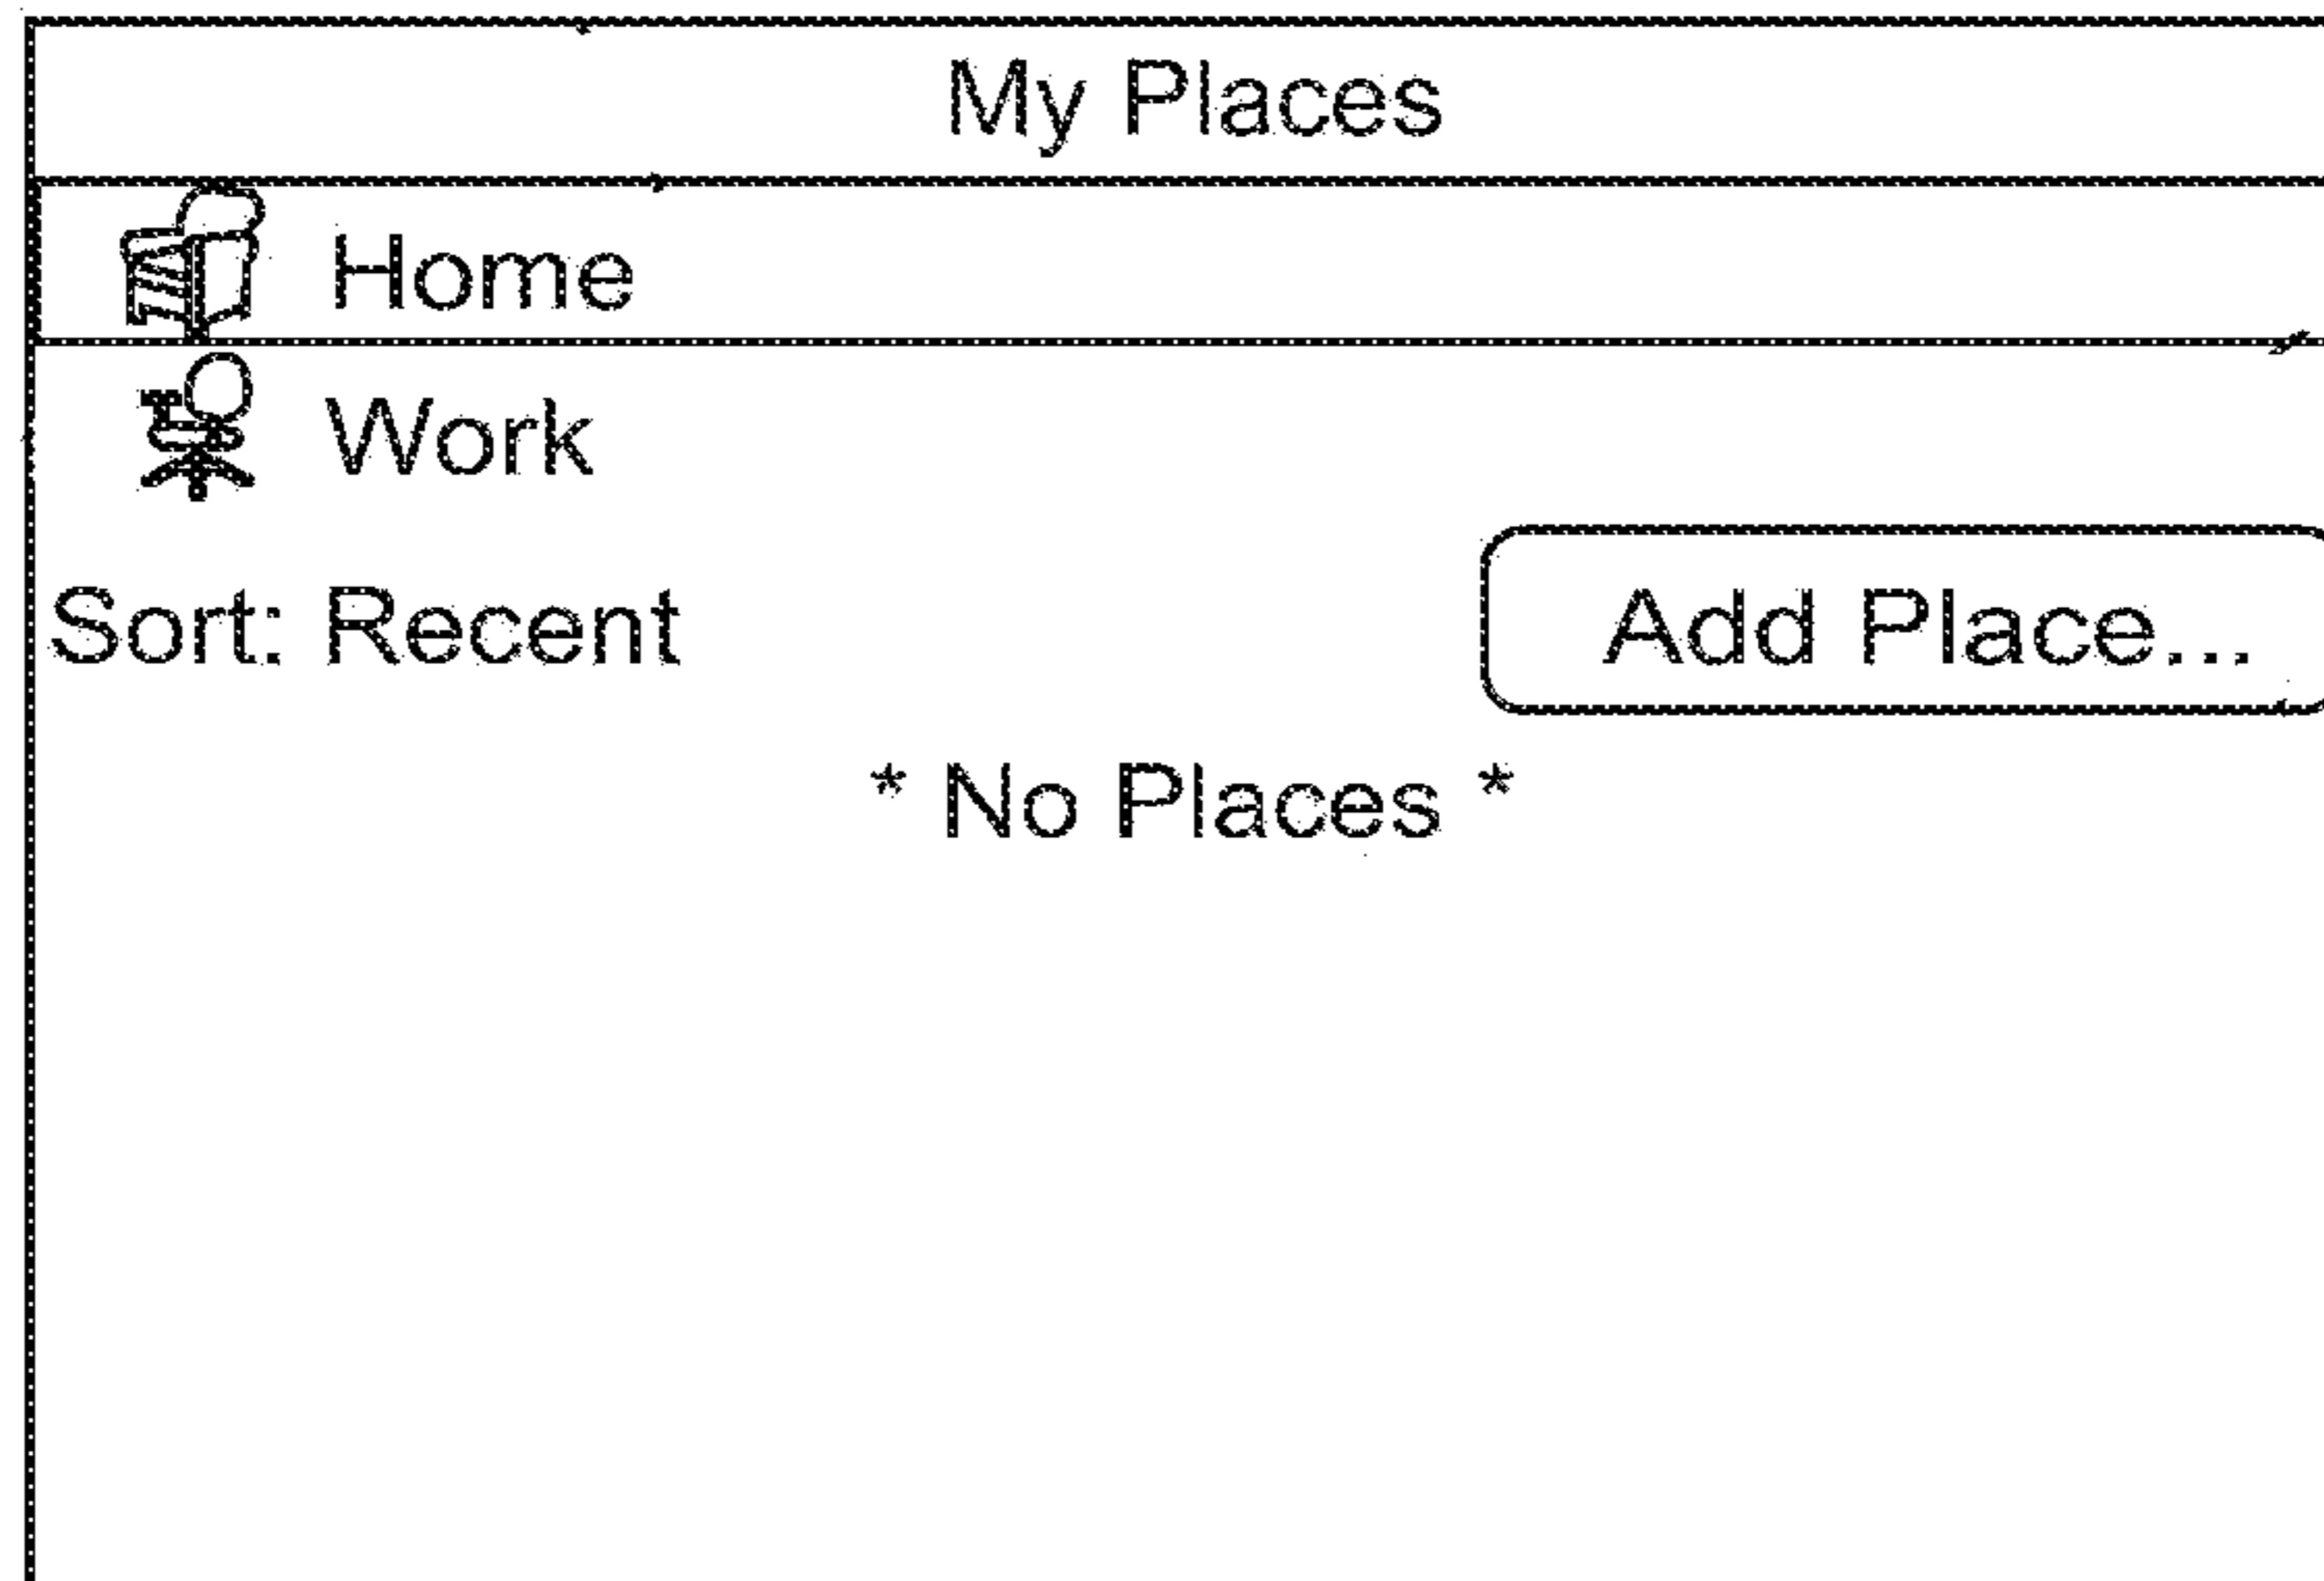 My Places
Home
Work
Sort: Recent Add Place...
* No Places *